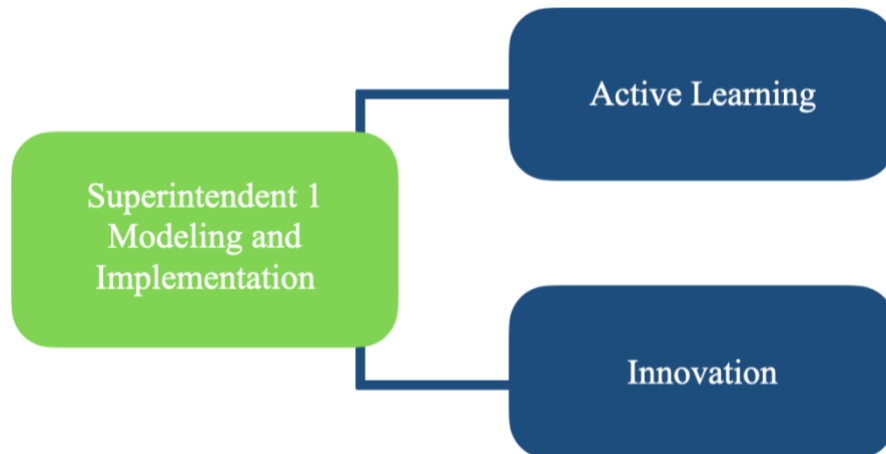 Active Learning
Superintendent 1
Modeling and
Implementation
Innovation